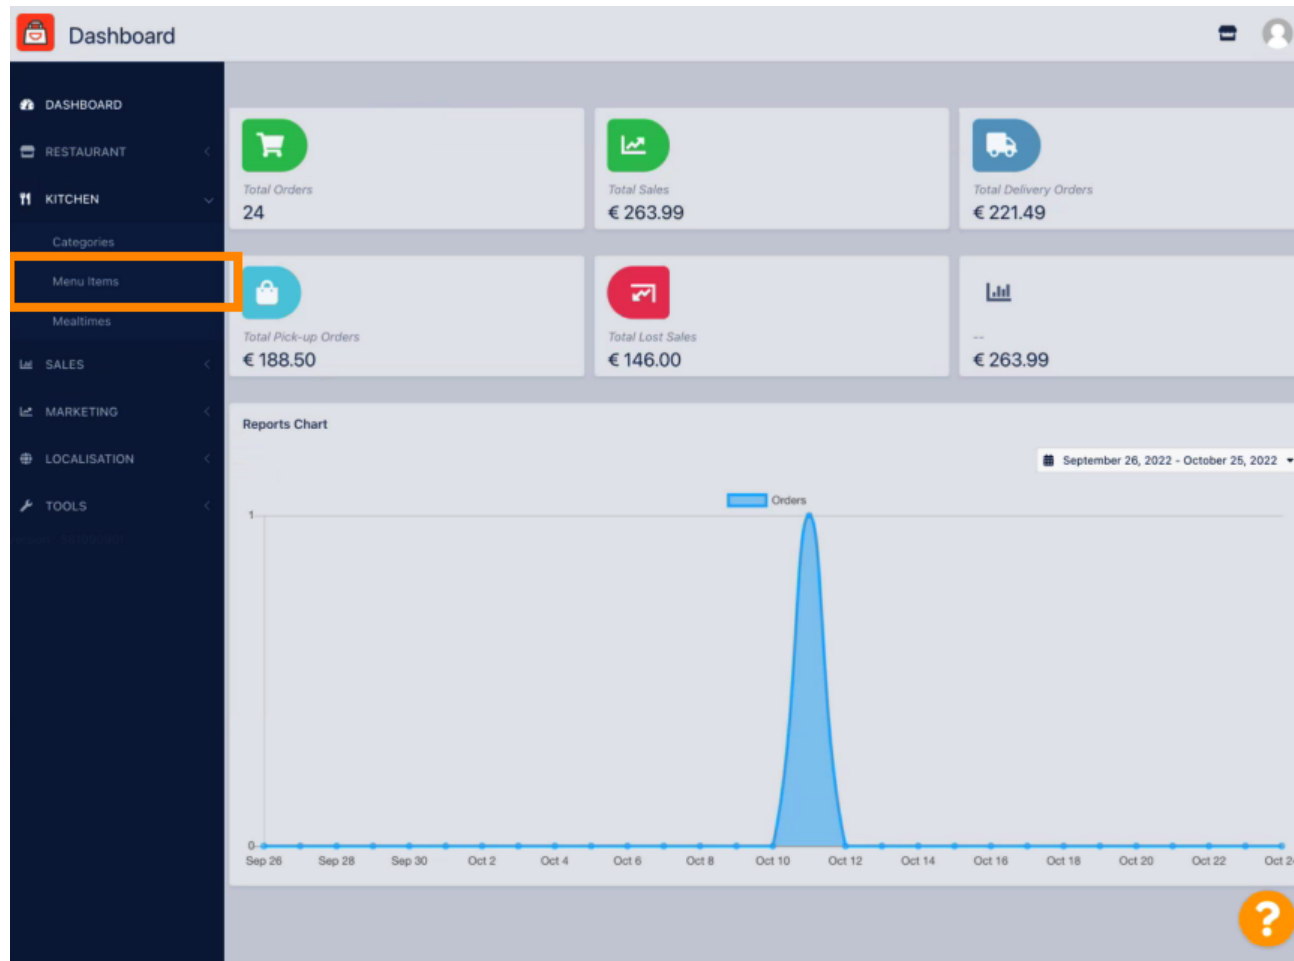 Dashboard
DASHBOARD
RESTAURANT
KITCHEN
Categories
Menu Items
Mealtimes
SALES
MARKETING
LOCALISATION
TOOLS
Total Orders
24
Total Sales
€ 263.99
Total Delivery Orders
€ 221.49
Total Pick-up Orders
€ 188.50
Total Lost Sales
€ 146.00
--
€ 263.99
Reports Chart
September 26, 2022 - October 25, 2022
Orders
1
0
Sep 26 Sep 28 Sep 30 Oct 2 Oct 4 Oct 6 Oct 8 Oct 10 Oct 12 Oct 14 Oct 16 Oct 18 Oct 20 Oct 22 Oct 2
?